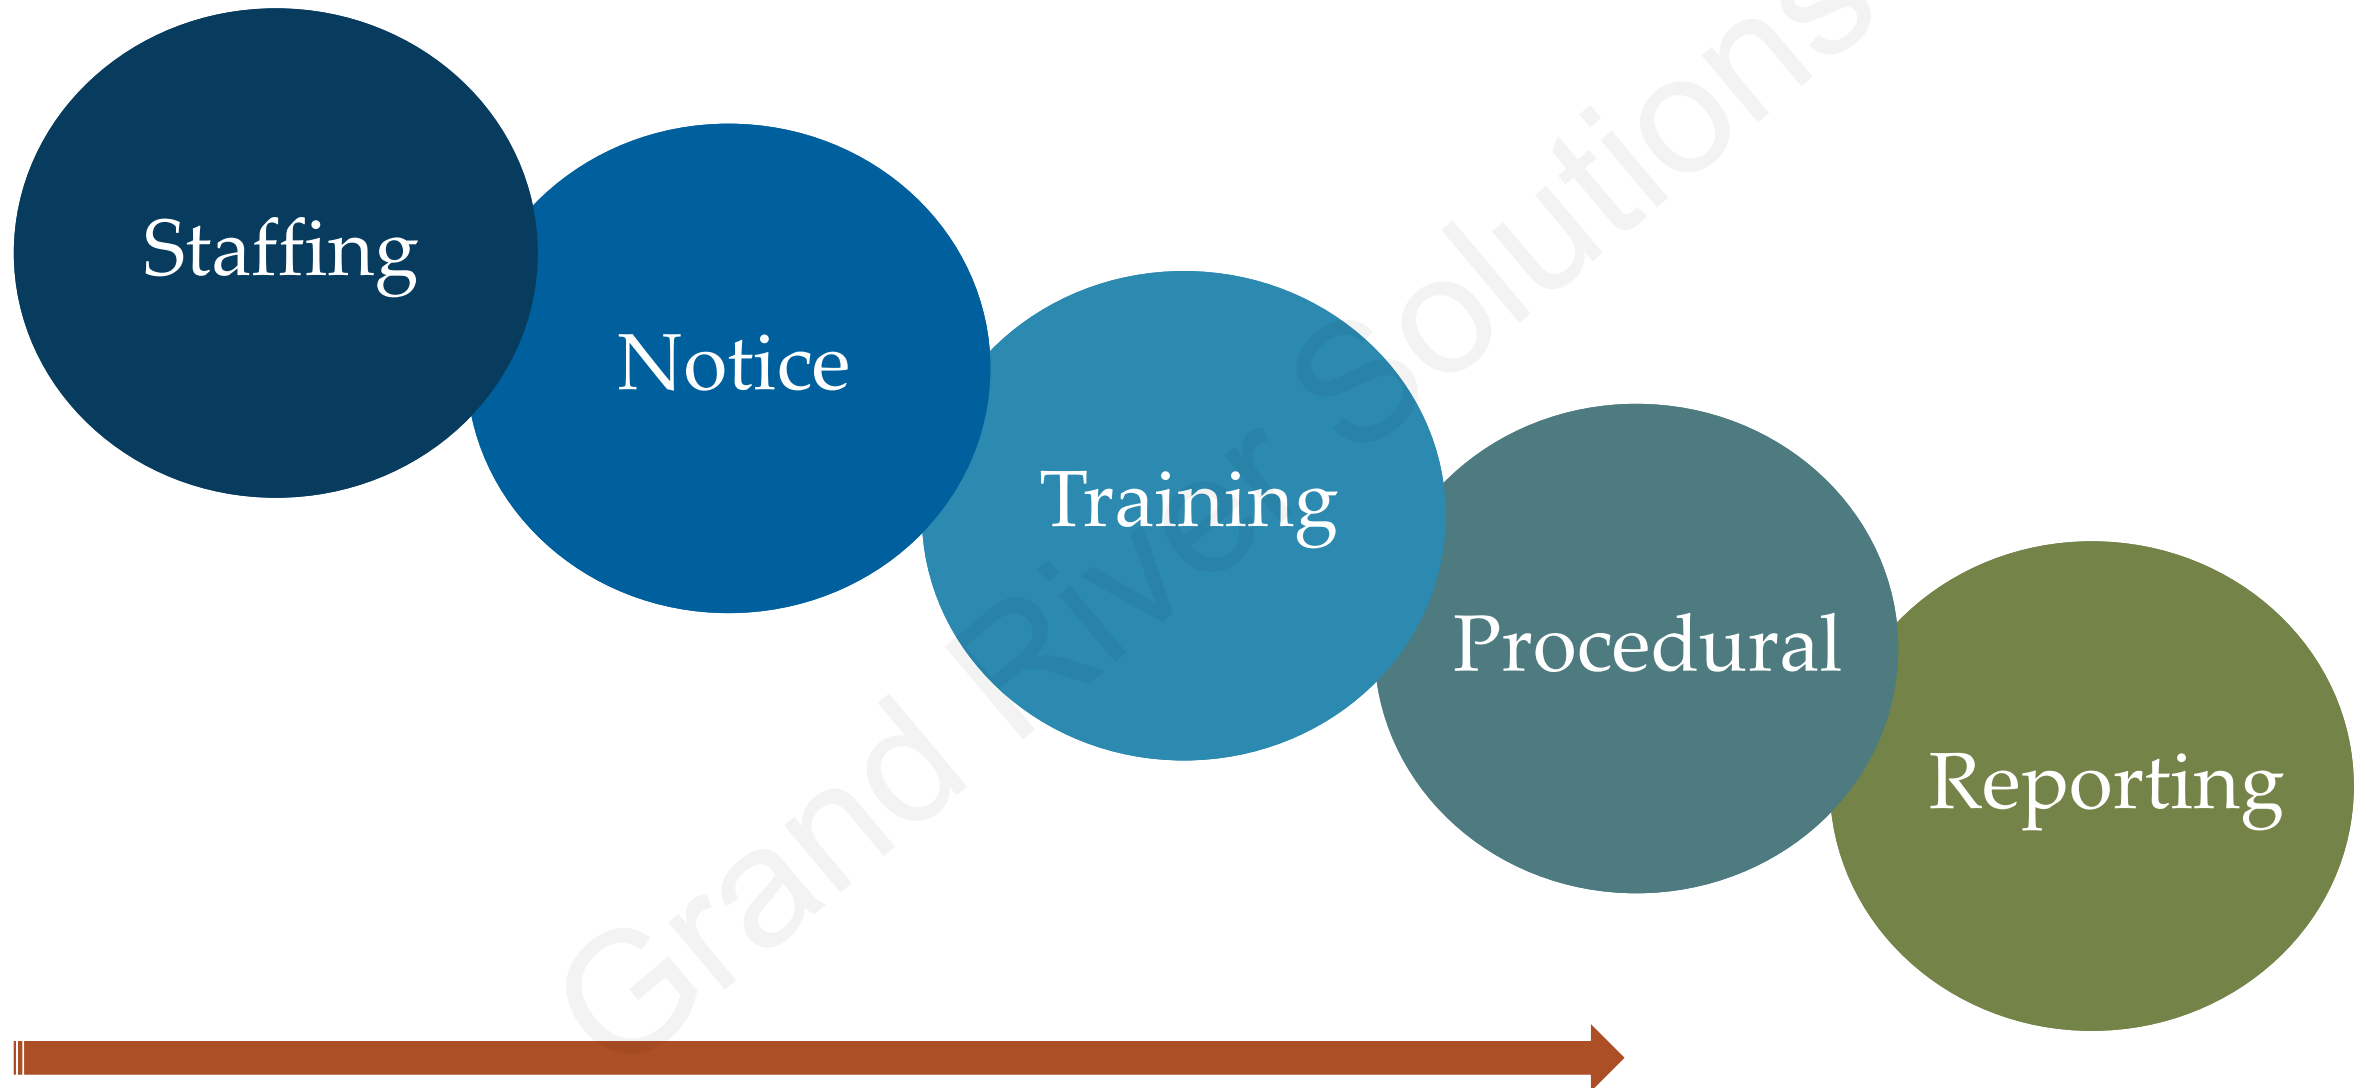 Staffing
Notice
Training
Procedural
Reporting
Grand River Solutions